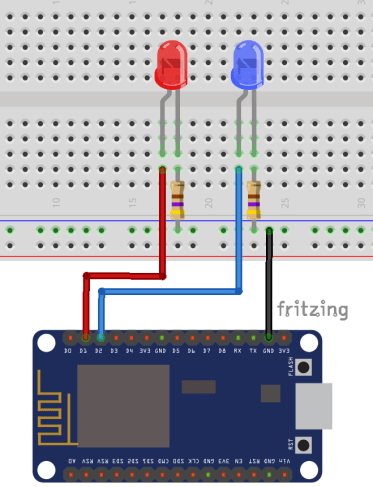 10
15
20
25
30
fritzing
D0 D1 D2 D3 D4 3V3 GND D5 D6 D7 D8 RX TX GND 3V3
FLASH
RST
A0 RSV RSV SD3 SD2 SD1 CMD SD0 CLK GND 3V3 EN RST GND Vin